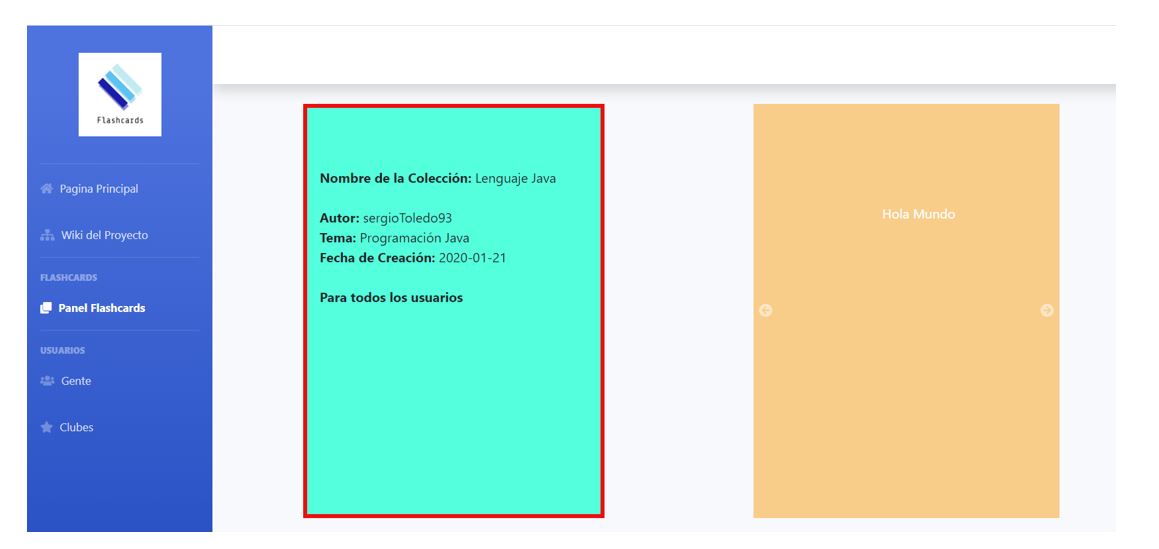 Flashcards
Pagina Principal
Wiki del Proyecto
FLASHCARDS
Panel Flashcards
USUARIOS
Gente
Clubes
Nombre de la Colección: Lenguaje Java
Autor: sergioToledo93
Tema: Programación Java
Fecha de Creación: 2020-01-21
Para todos los usuarios
Hola Mundo